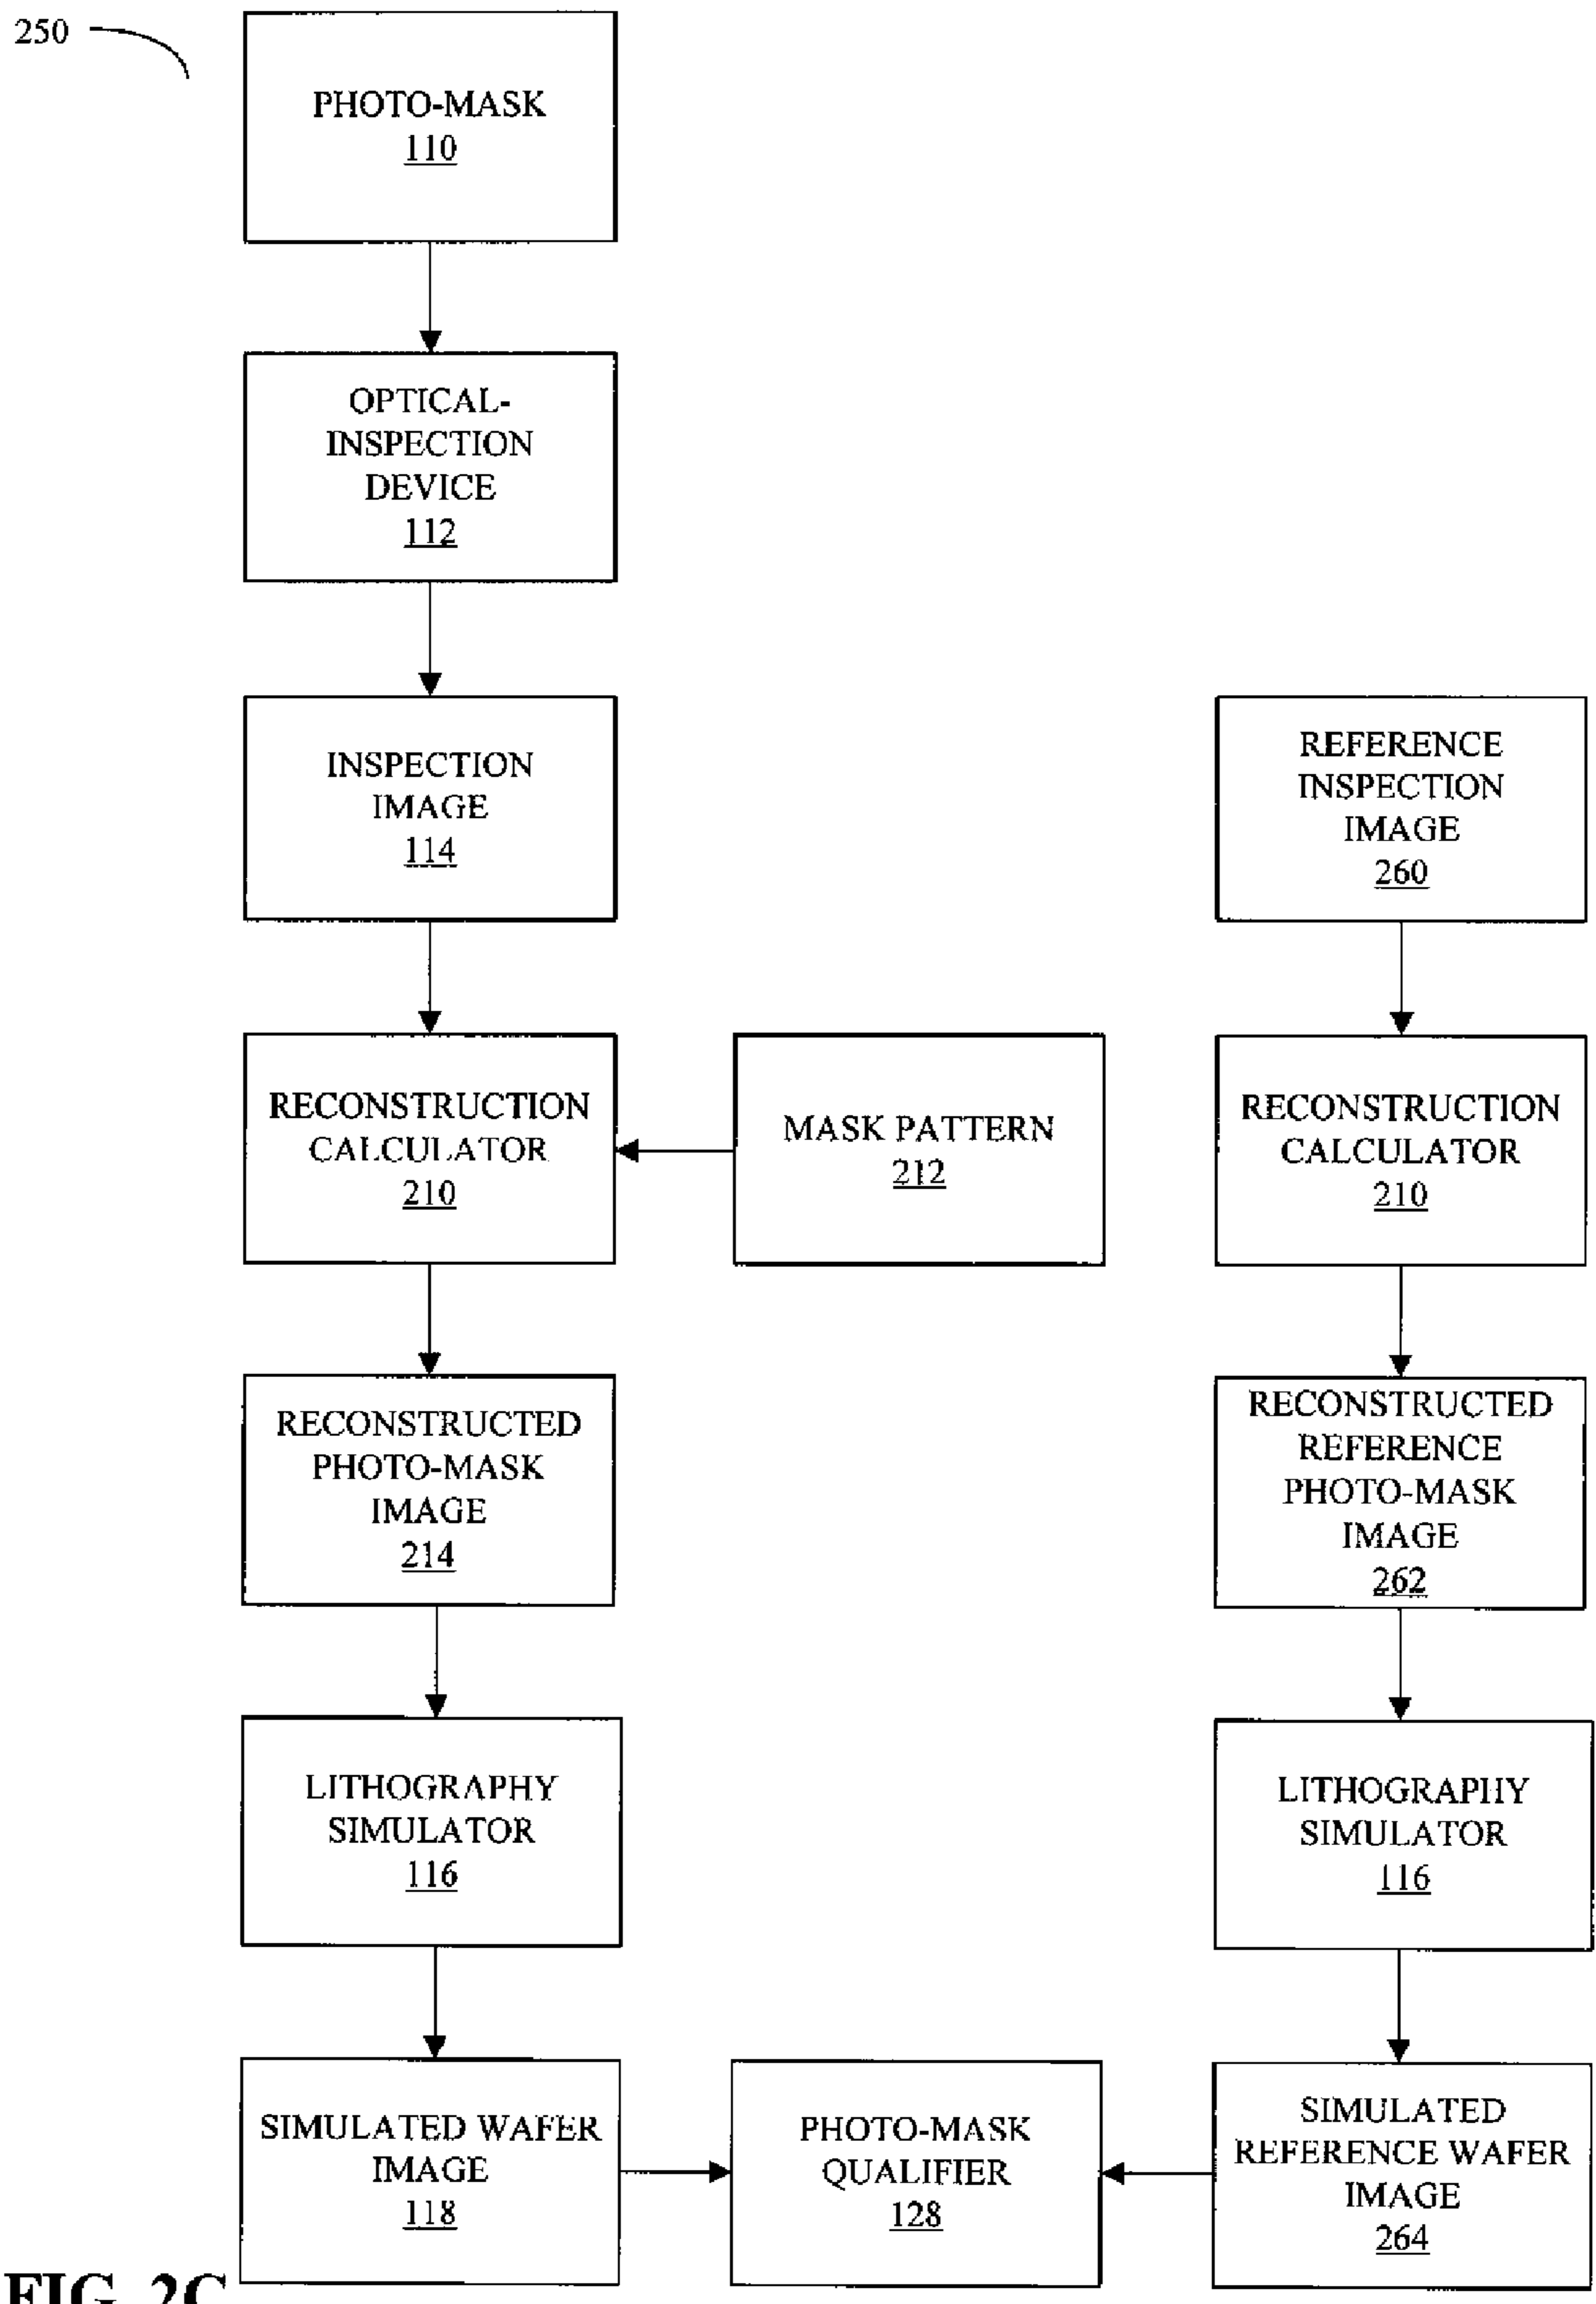 250
PHOTO-MASK
110
OPTICAL-
INSPECTION
DEVICE
112
INSPECTION
IMAGE
114
REFERENCE
INSPECTION
IMAGE
260
RECONSTRUCTION
CALCULATOR
210
MASK PATTERN
212
RECONSTRUCTION
CALCULATOR
210
RECONSTRUCTED
PHOTO-MASK
IMAGE
214
RECONSTRUCTED
REFERENCE
PHOTO-MASK
IMAGE
262
LITHOGRAPHY
SIMULATOR
116
LITHOGRAPHY
SIMULATOR
116
SIMULATED WAFER
IMAGE
118
PHOTO-MASK
QUALIFIER
128
SIMULATED
REFERENCE WAFER
IMAGE
264
FIG. 2C